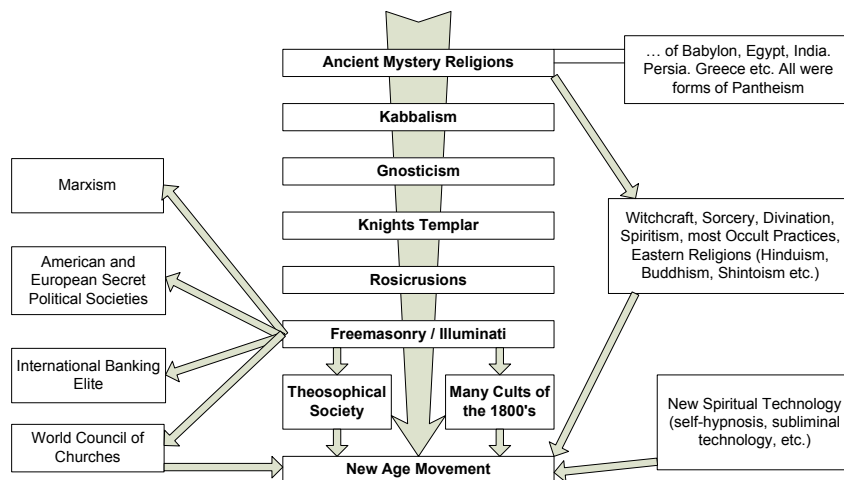 Ancient Mystery Religions
… of Babylon, Egypt, India.
Persia. Greece etc. All were
forms of Pantheism
Kabbalism
Gnosticism
Marxism
Knights Templar
Witchcraft, Sorcery, Divination,
Spiritism, most Occult Practices,
Eastern Religions (Hinduism,
Buddhism, Shintoism etc.)
American and
European Secret
Political Societies
Rosicrusions
Freemasonry / Illuminati
International Banking
Elite
Theosophical
Society
Many Cults of
the 1800's
New Spiritual Technology
(self-hypnosis, subliminal
technology, etc.)
World Council of
Churches
New Age Movement